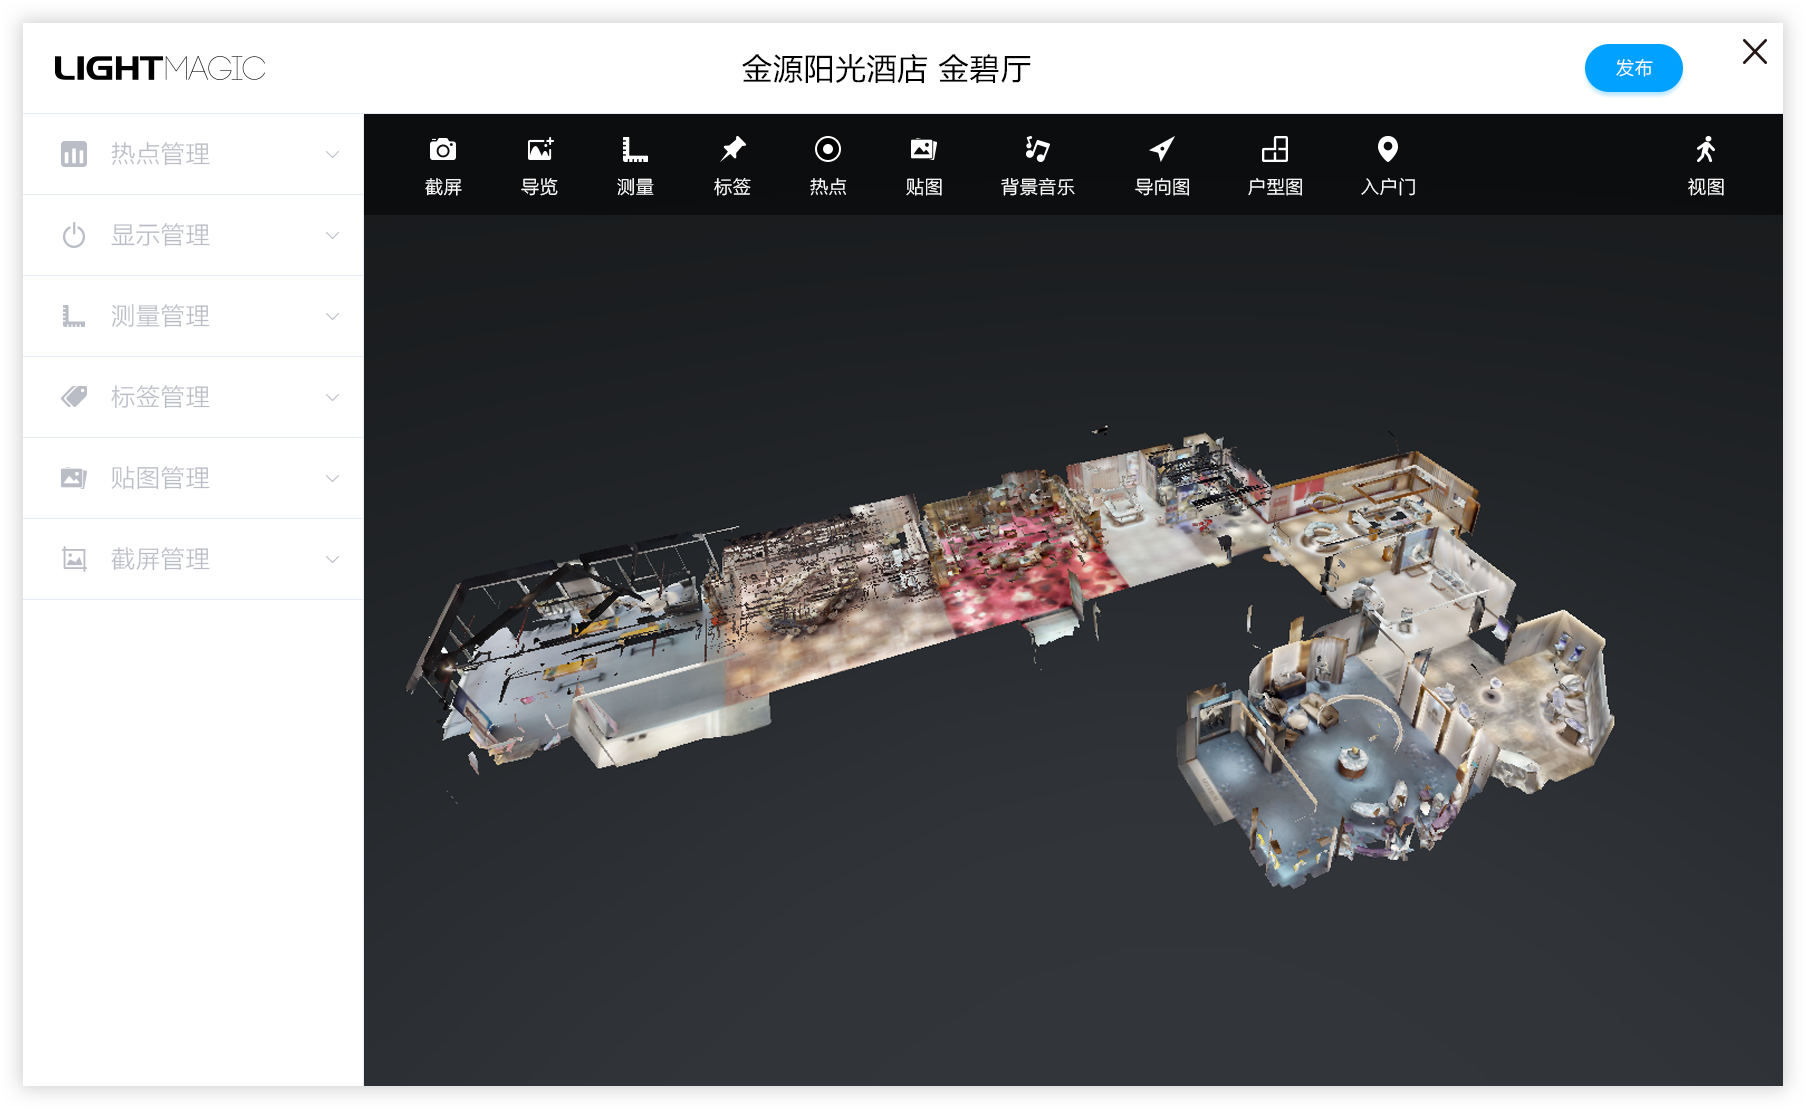 LIGHTMAGIC
金源阳光酒店 金碧厅
发布
热点管理
显示管理
测量管理
标签管理
贴图管理
截屏管理
截屏
导览
测量
标签
热点
贴图
背景音乐
导向图
户型图
入户门
视图